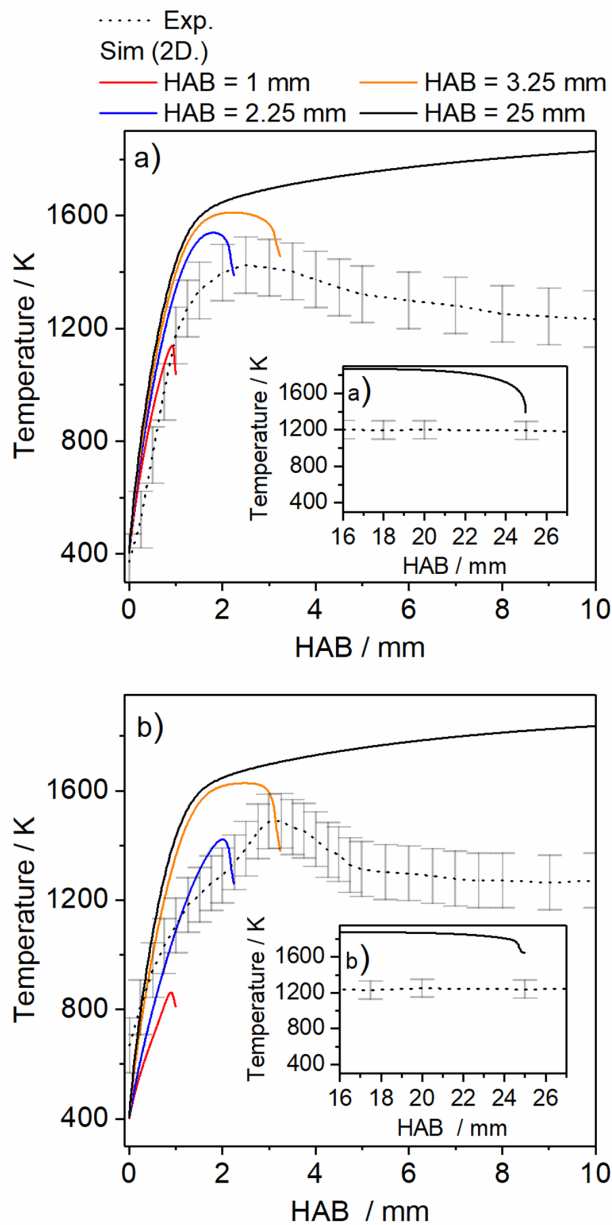 Exp.
Sim (2D.)
HAB = 1 mm HAB = 3.25 mm
HAB = 2.25 mm HAB = 25 mm
a)
1600
1200
800
400
Temperature / K
0 2 4 6 8 10
HAB / mm
a)
1600
1200
800
400
Temperature / K
16 18 20 22 24 26
HAB / mm
b)
1600
1200
800
400
Temperature / K
0 2 4 6 8 10
HAB / mm
b)
1600
1200
800
400
Temperature / K
16 18 20 22 24 26
HAB / mm